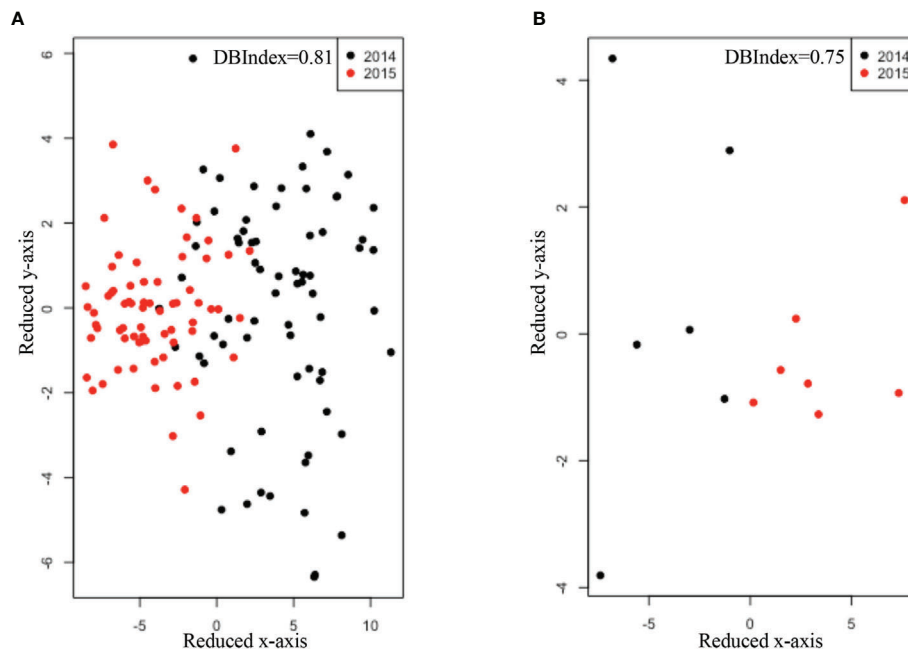 A
DBIndex=0.81
2014
2015
6
4
2
0
-2
-4
-6
Reduced y-axis
-5
0
5
10
Reduced x-axis
B
DBIndex=0.75
2014
2015
4
2
0
-2
-4
Reduced y-axis
-5
0
5
Reduced x-axis